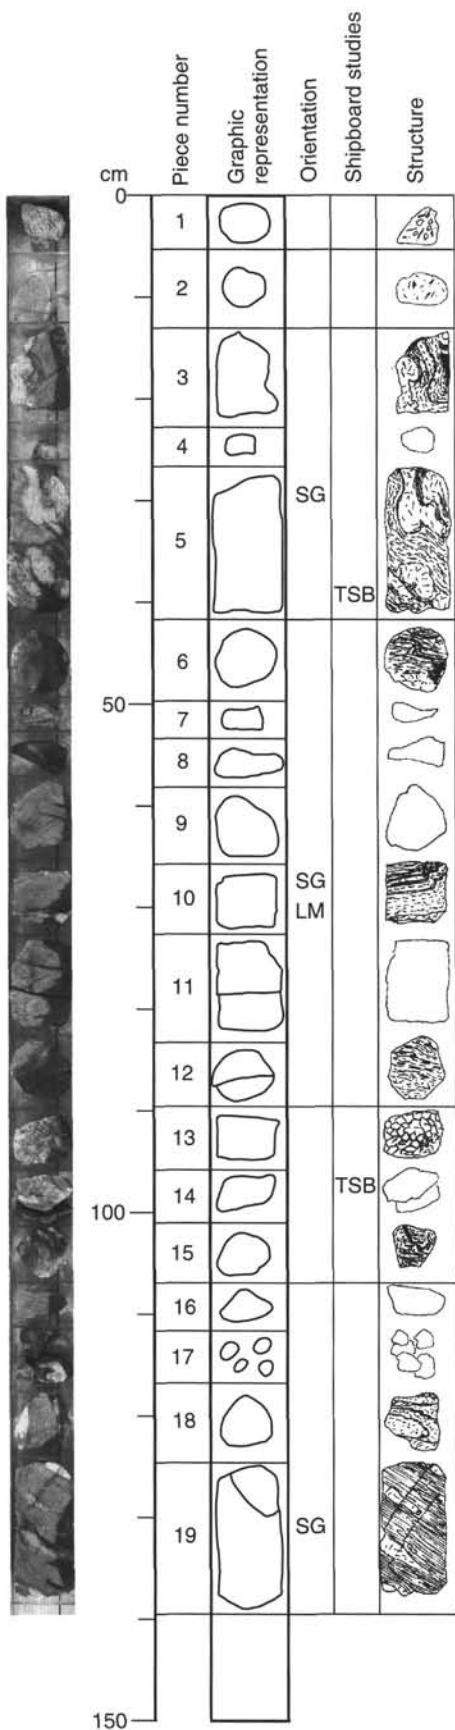 cm
Piece number
Graphic
representation
Orientation
Shipboard studies
Structure
0
1
2
3
4
SG
5
TSB
6
50
7
8
9
SG
10
LM
11
12
13
14
TSB
100
15
16
17
18
19
SG
150